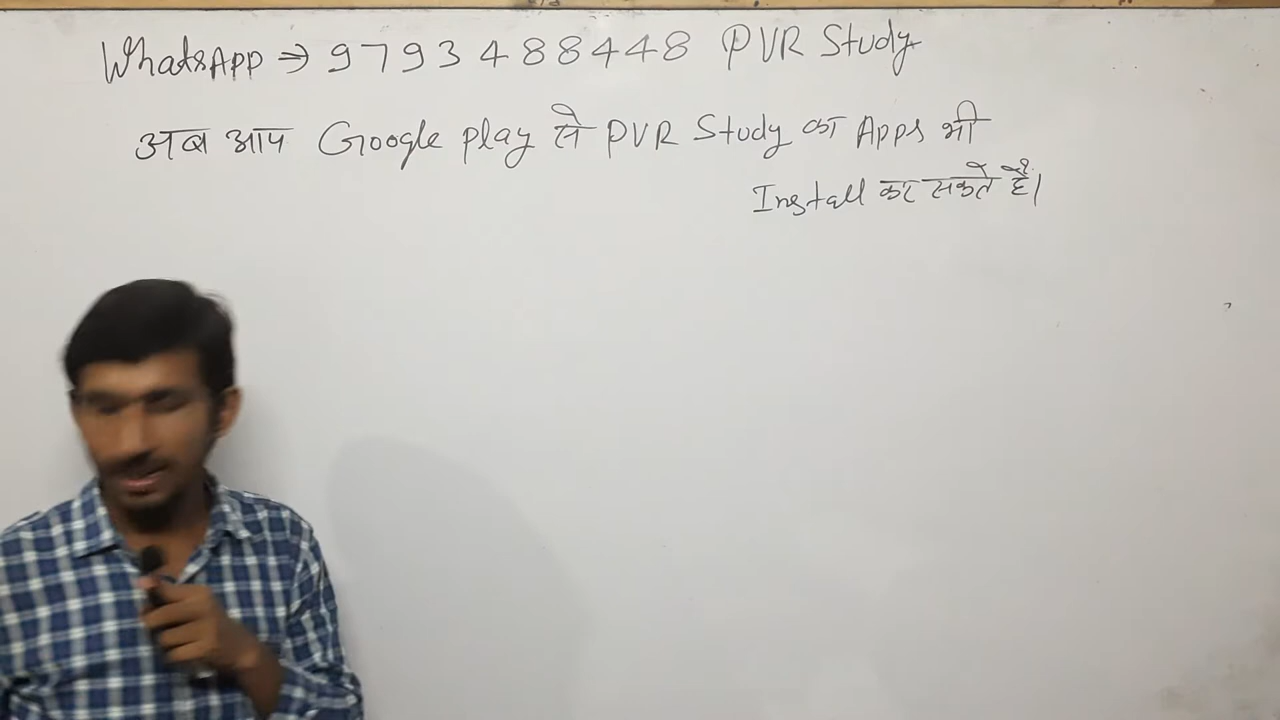 WhatsApp ⇒ 9793488448 PVR Study
अब आप Google play से PVR Study का Apps भी
Install कर सकते हैं।